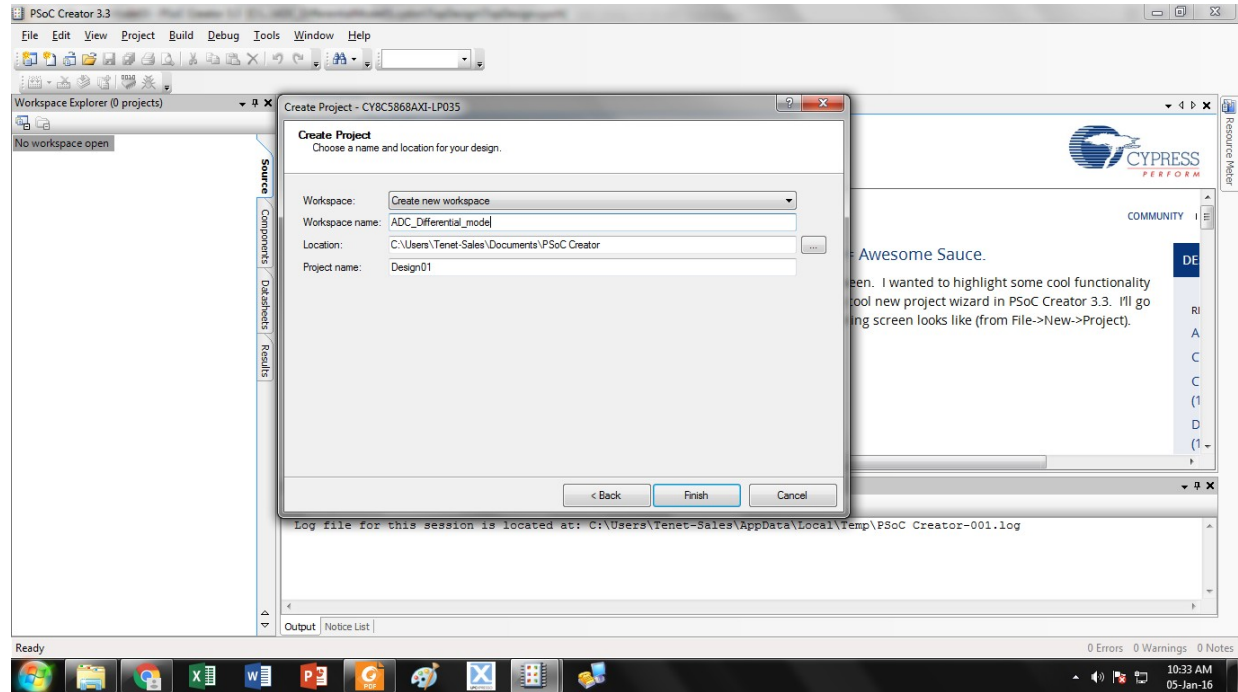 PSoC Creator 3.3
File Edit View Project Build Debug Tools Window Help
Workspace Explorer (0 projects)
No workspace open
Source
Components
Datasheets
Results
Create Project - CY8C5868AXI-LP035
Create Project
Choose a name and location for your design.
Workspace: Create new workspace
Workspace name: ADC_Differential_mode
Location: C:\Users\Tenet-Sales\Documents\PSoC Creator
...
Project name: Design01
< Back Finish Cancel
CYPRESS
PERFORM
Resource Meter
COMMUNITY
Awesome Sauce.
een. I wanted to highlight some cool functionality
cool new project wizard in PSoC Creator 3.3. I'll go
ing screen looks like (from File->New->Project).
DE
RI
A
C
C
(1
D
(1
Log file for this session is located at: C:\Users\Tenet-Sales\AppData\Local\Temp\PSoC Creator-001.log
Output Notice List
Ready
0 Errors 0 Warnings 0 Notes
10:33 AM
05-Jan-16